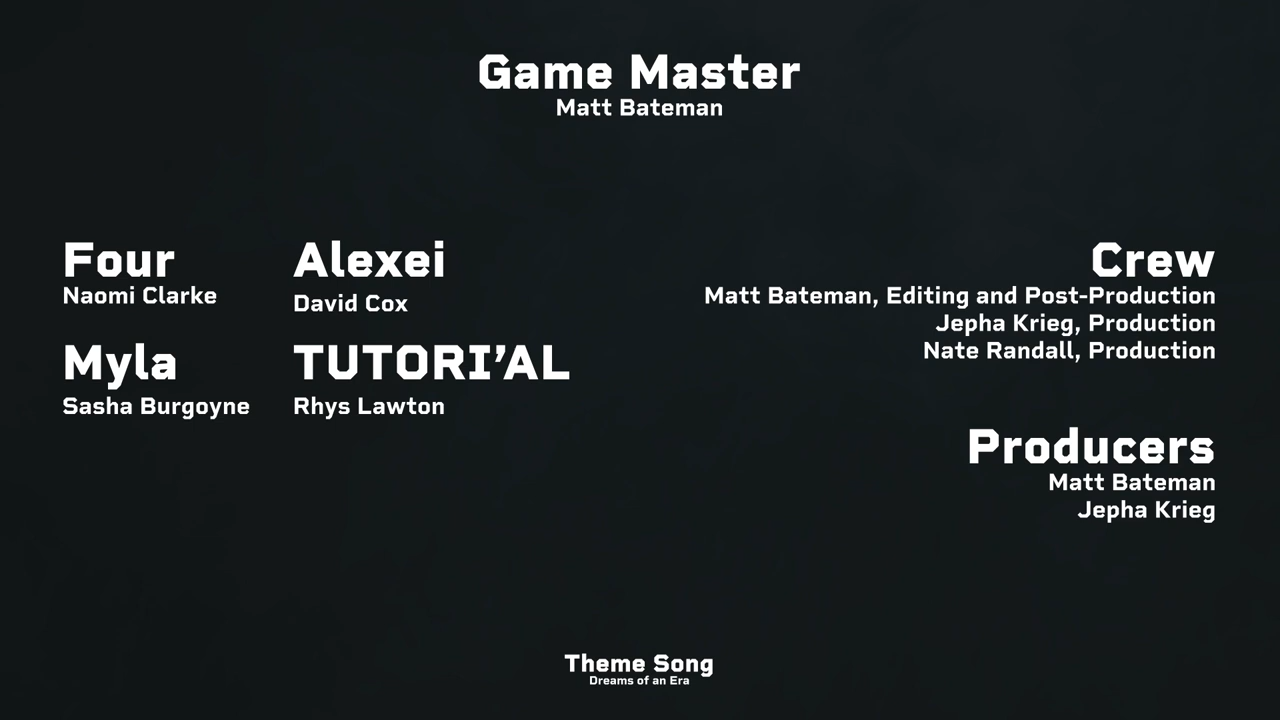 Game Master
Matt Bateman
Four
Naomi Clarke
Alexei
David Cox
Myla
Sasha Burgoyne
TUTORI’AL
Rhys Lawton
Crew
Matt Bateman, Editing and Post-Production
Jepha Krieg, Production
Nate Randall, Production
Producers
Matt Bateman
Jepha Krieg
Theme Song
Dreams of an Era